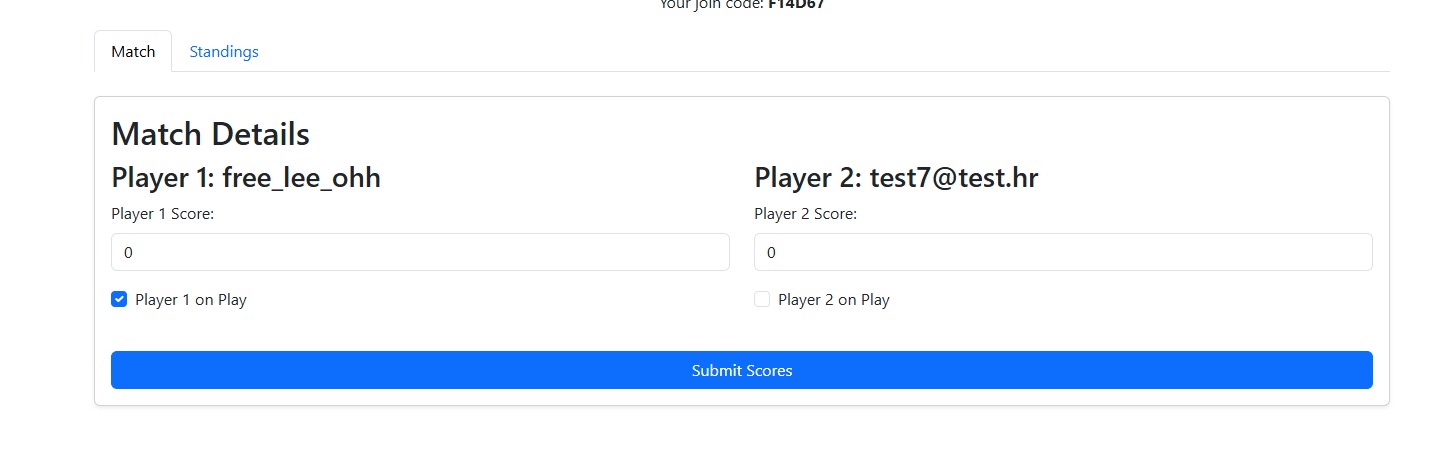 Your join code: F14D67
Match Standings
Match Details
Player 1: free_lee_ohh
Player 2: test7@test.hr
Player 1 Score:
Player 2 Score:
0
0
Player 1 on Play
Player 2 on Play
Submit Scores